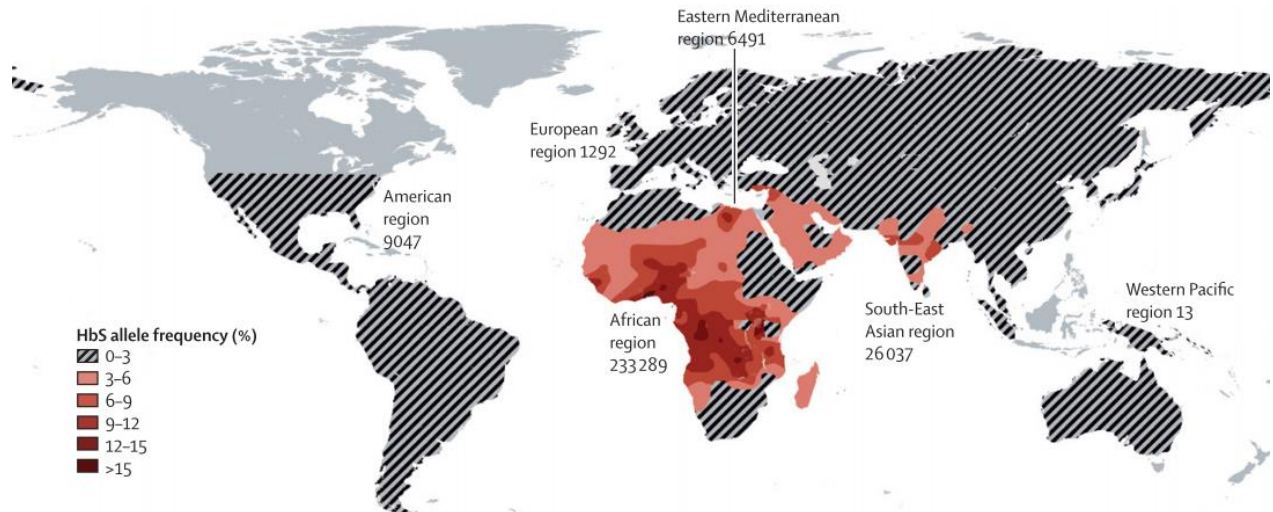 Eastern Mediterranean
region 6491
European
region 1292
American
region
9047
African
region
233 289
South-East
Asian region
26 037
Western Pacific
region 13
HbS allele frequency (%)
0–3
3–6
6–9
9–12
12–15
>15